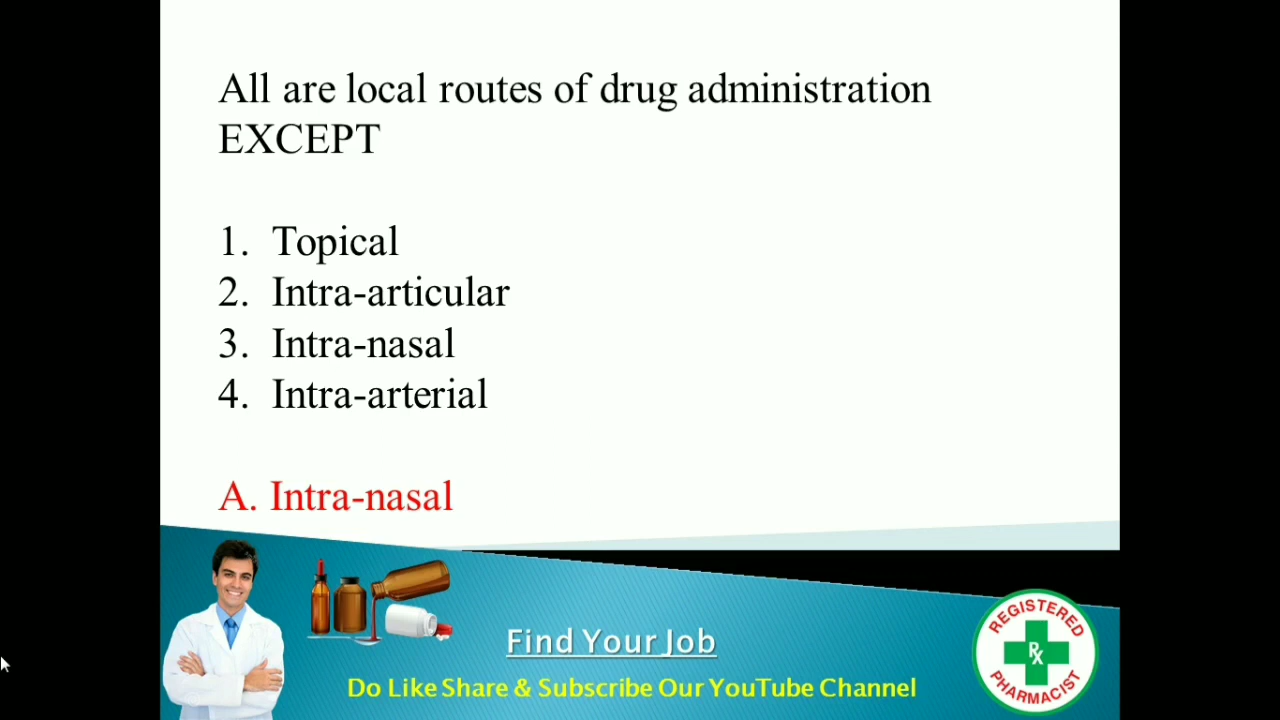 All are local routes of drug administration
EXCEPT
1. Topical
2. Intra-articular
3. Intra-nasal
4. Intra-arterial
A. Intra-nasal
Find Your Job
Do Like Share & Subscribe Our YouTube Channel
REGISTERED
Rx
PHARMACIST